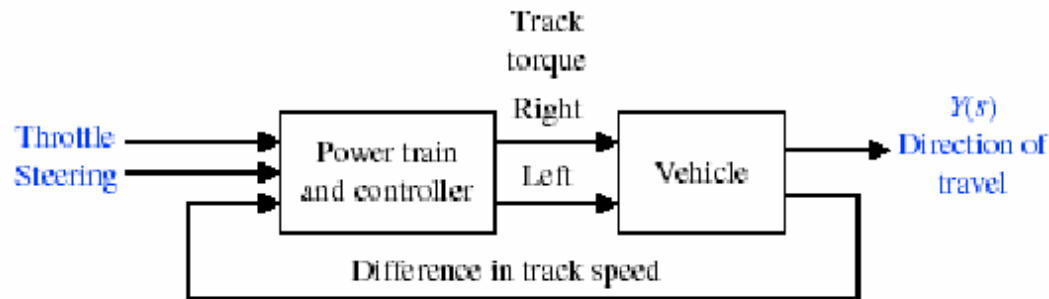 Track
torque
Right
Throttle
Steering
Power train
and controller
Left
Vehicle
Y(s)
Direction of
travel
Difference in track speed